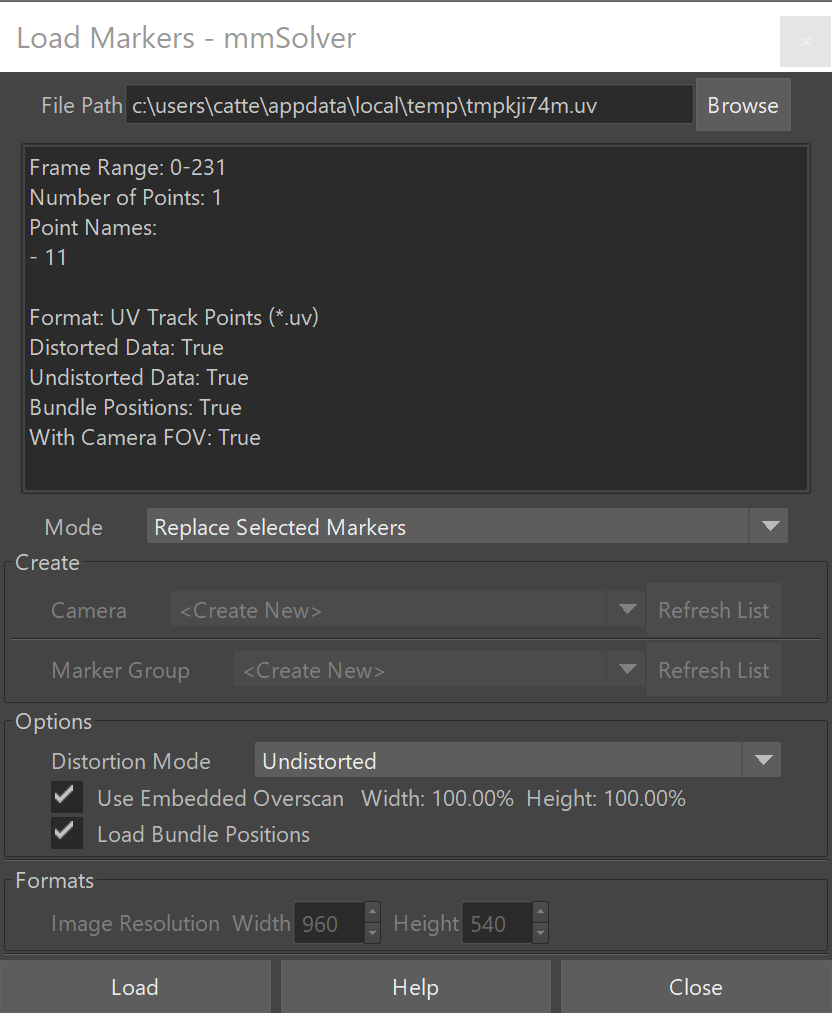 Load Markers - mmSolver
File Path c:\users\catte\appdata\local\temp\tmpkji74m.uv Browse
Frame Range: 0-231
Number of Points: 1
Point Names:
- 11
Format: UV Track Points (*.uv)
Distorted Data: True
Undistorted Data: True
Bundle Positions: True
With Camera FOV: True
Mode Replace Selected Markers
Create
Camera <Create New> Refresh List
Marker Group <Create New> Refresh List
Options
Distortion Mode Undistorted
Use Embedded Overscan Width: 100.00% Height: 100.00%
Load Bundle Positions
Formats
Image Resolution Width 960 Height 540
Load Help Close